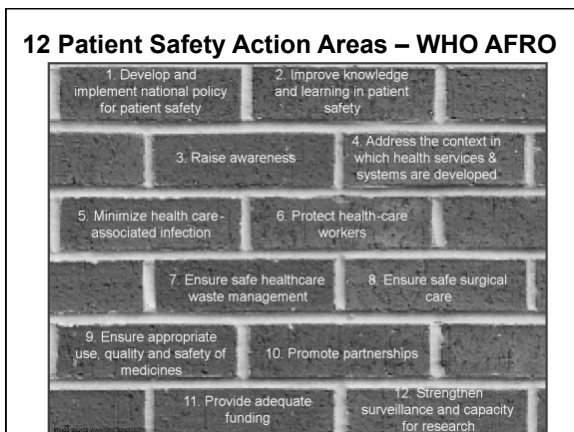 12 Patient Safety Action Areas – WHO AFRO
1. Develop and
implement national policy
for patient safety
2. Improve knowledge
and learning in patient
safety
3. Raise awareness
4. Address the context in
which health services &
systems are developed
5. Minimize health care-
associated infection
6. Protect health-care
workers
7. Ensure safe healthcare
waste management
8. Ensure safe surgical
care
9. Ensure appropriate
use, quality and safety of
medicines
10. Promote partnerships
11. Provide adequate
funding
12. Strengthen
surveillance and capacity
for research